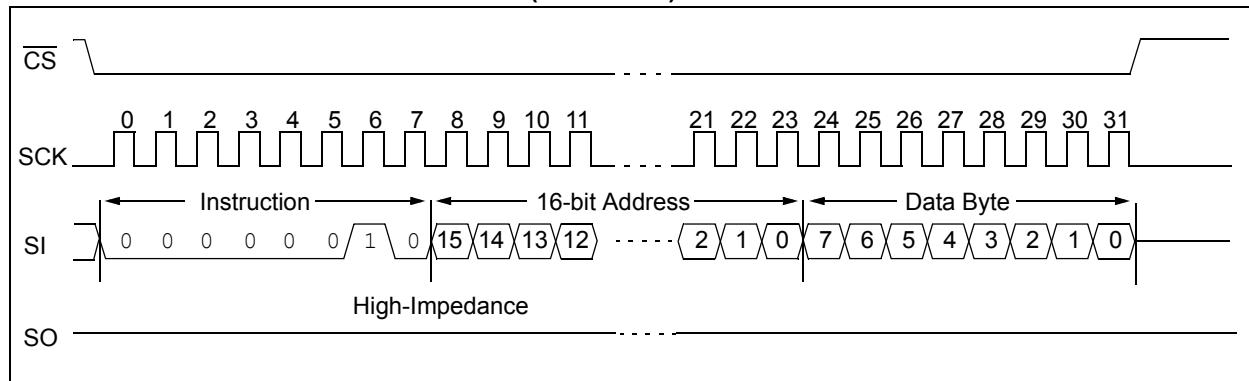 CS
0 1 2 3 4 5 6 7 8 9 10 11 21 22 23 24 25 26 27 28 29 30 31
SCK
Instruction 16-bit Address Data Byte
SI 0 0 0 0 0 0 1 0 15 14 13 12 2 1 0 7 6 5 4 3 2 1 0
High-Impedance
SO